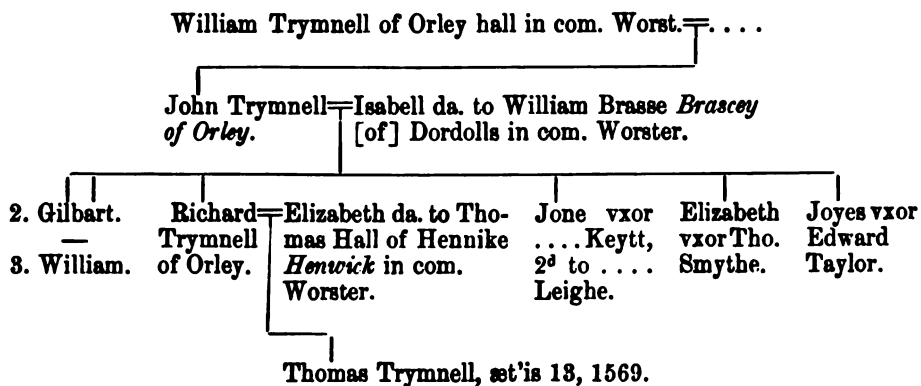 William Trymnell of Orley hall in com. Worst.=. . . .
John Trymnell=Isabell da. to William Brasse Brascey
of Orley. [of] Dordolls in com. Worster.
2. Gilbart.
—
3. William.
Richard=Elizabeth da. to Tho-
Trymnell mas Hall of Hennike
of Orley. Henwick in com.
Worster.
Jone vxor
. . . . Keytt,
2d to . . . .
Leighe.
Elizabeth
vxor Tho.
Smythe.
Joyes vxor
Edward
Taylor.
Thomas Trymnell, æt'is 13, 1569.